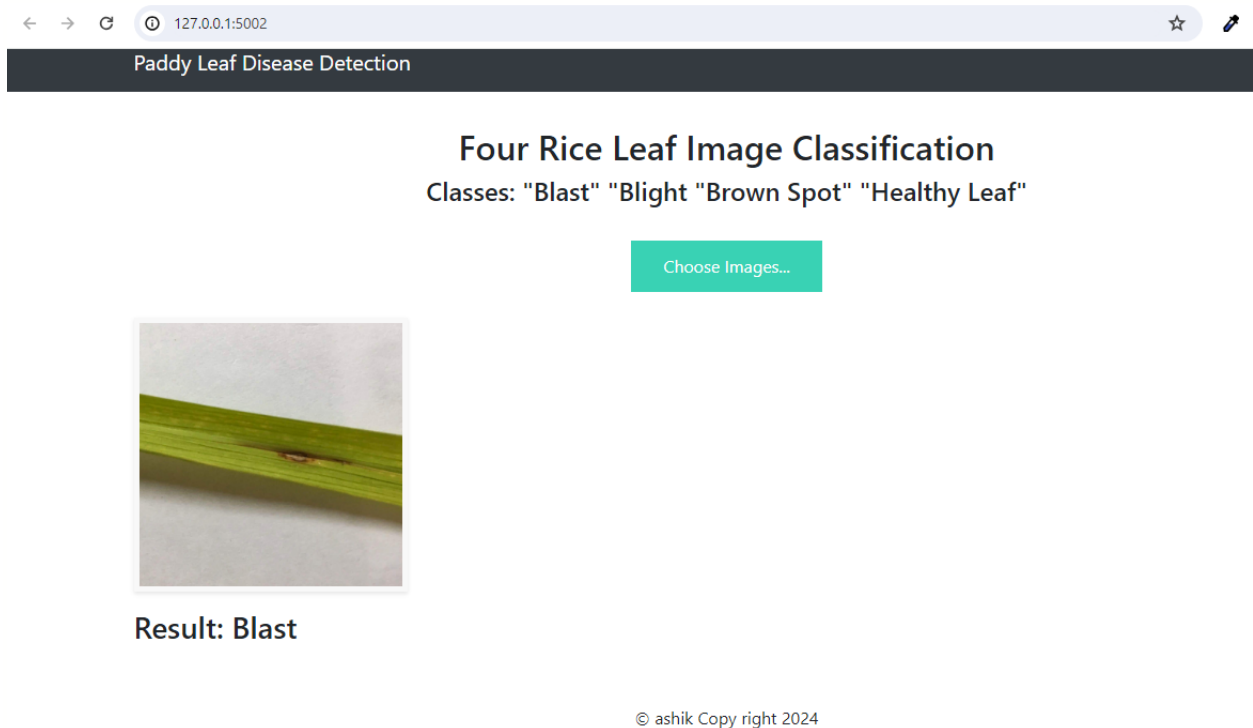 127.0.0.1:5002
Paddy Leaf Disease Detection
Four Rice Leaf Image Classification
Classes: "Blast" "Blight "Brown Spot" "Healthy Leaf"
Choose Images...
Result: Blast
© ashik Copy right 2024